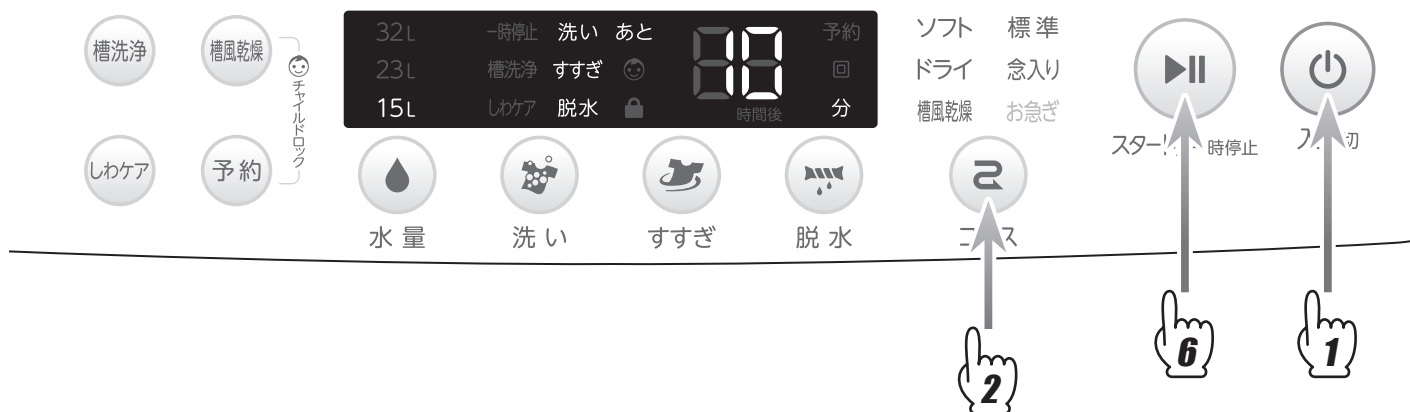 槽洗浄
槽風乾燥
チャイルドロック
しわケア
予約
32L 一時停止 洗い あと 10 予約
23L 槽洗浄 すすぎ 回
15L しわケア 脱水 時間後 分
ソフト 標準
ドライ 念入り
槽風乾燥 お急ぎ
時停止
切
水量 洗い すすぎ 脱水
2 6 1